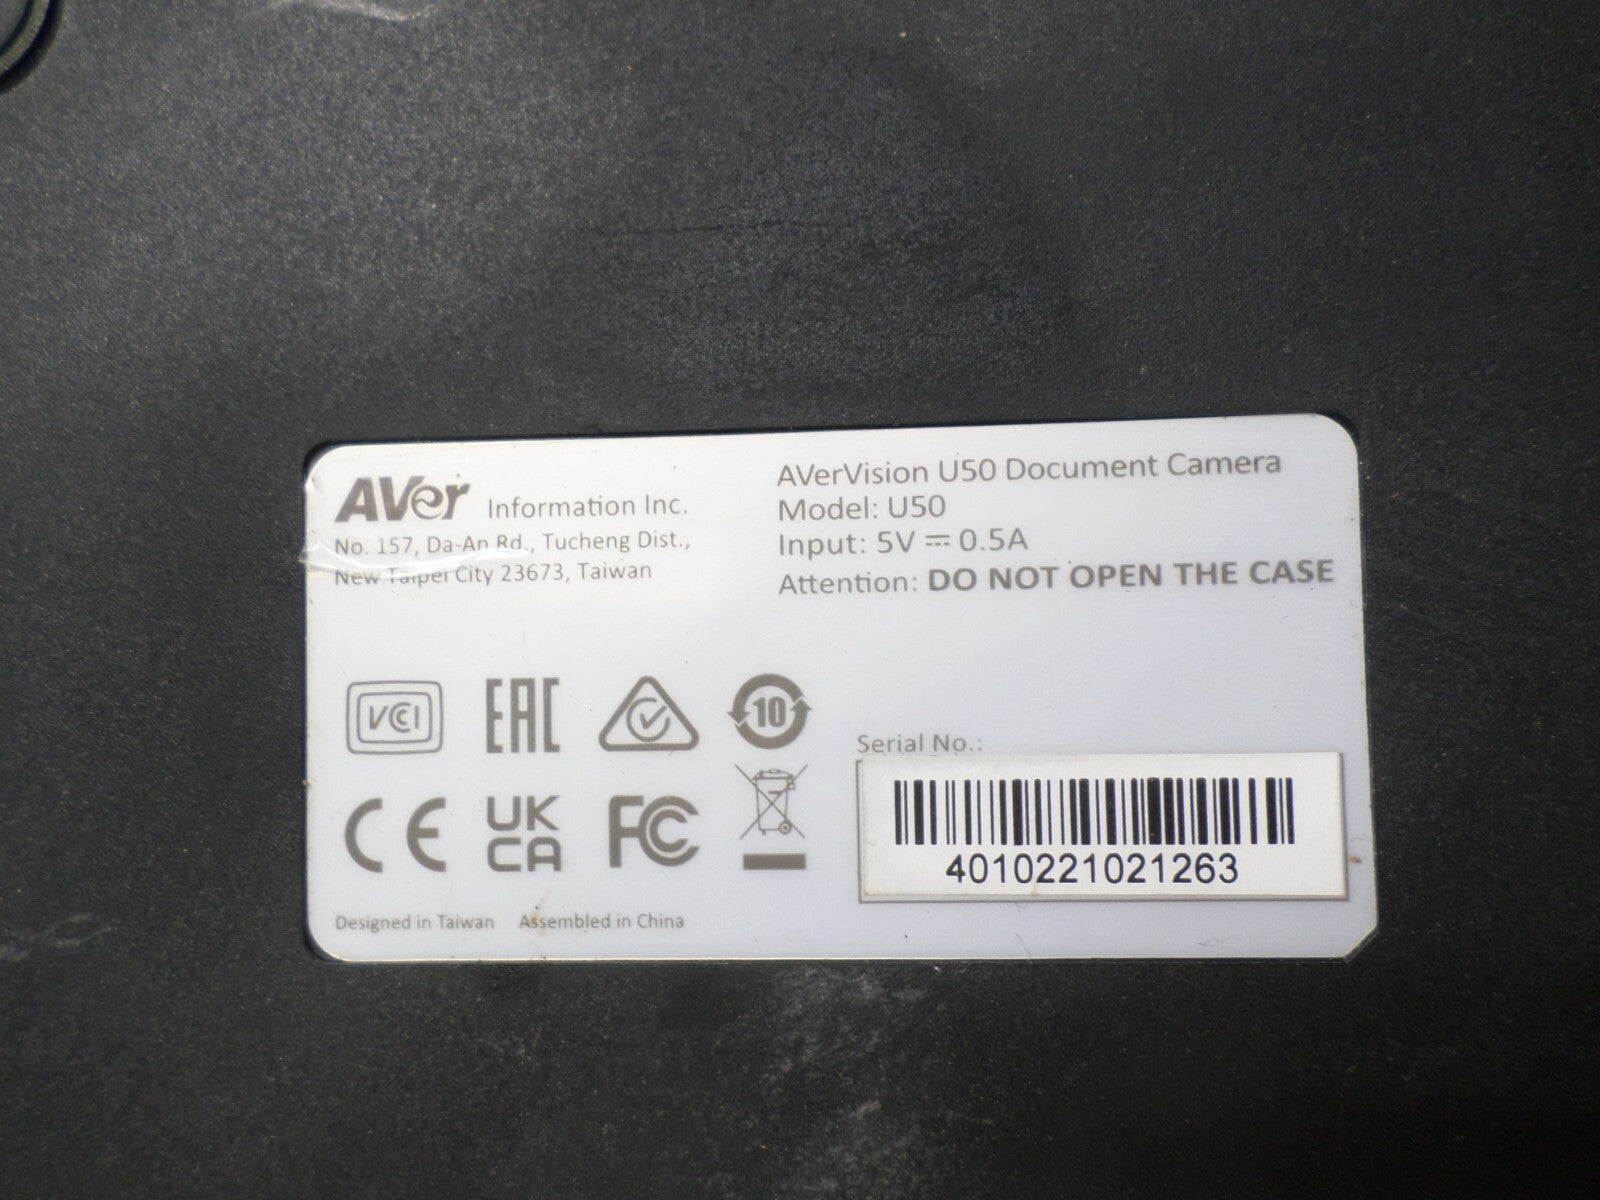 AVer Information Inc.
No. 157, Da-An Rd., Tucheng Dist.,
New Taipei City 23673, Taiwan
AVerVision U50 Document Camera
Model: U50
Input: 5V ⎓ 0.5A
Attention: DO NOT OPEN THE CASE
VCCI
EAC
10
CE
UK
CA
FC
Serial No.:
4010221021263
Designed in Taiwan Assembled in China